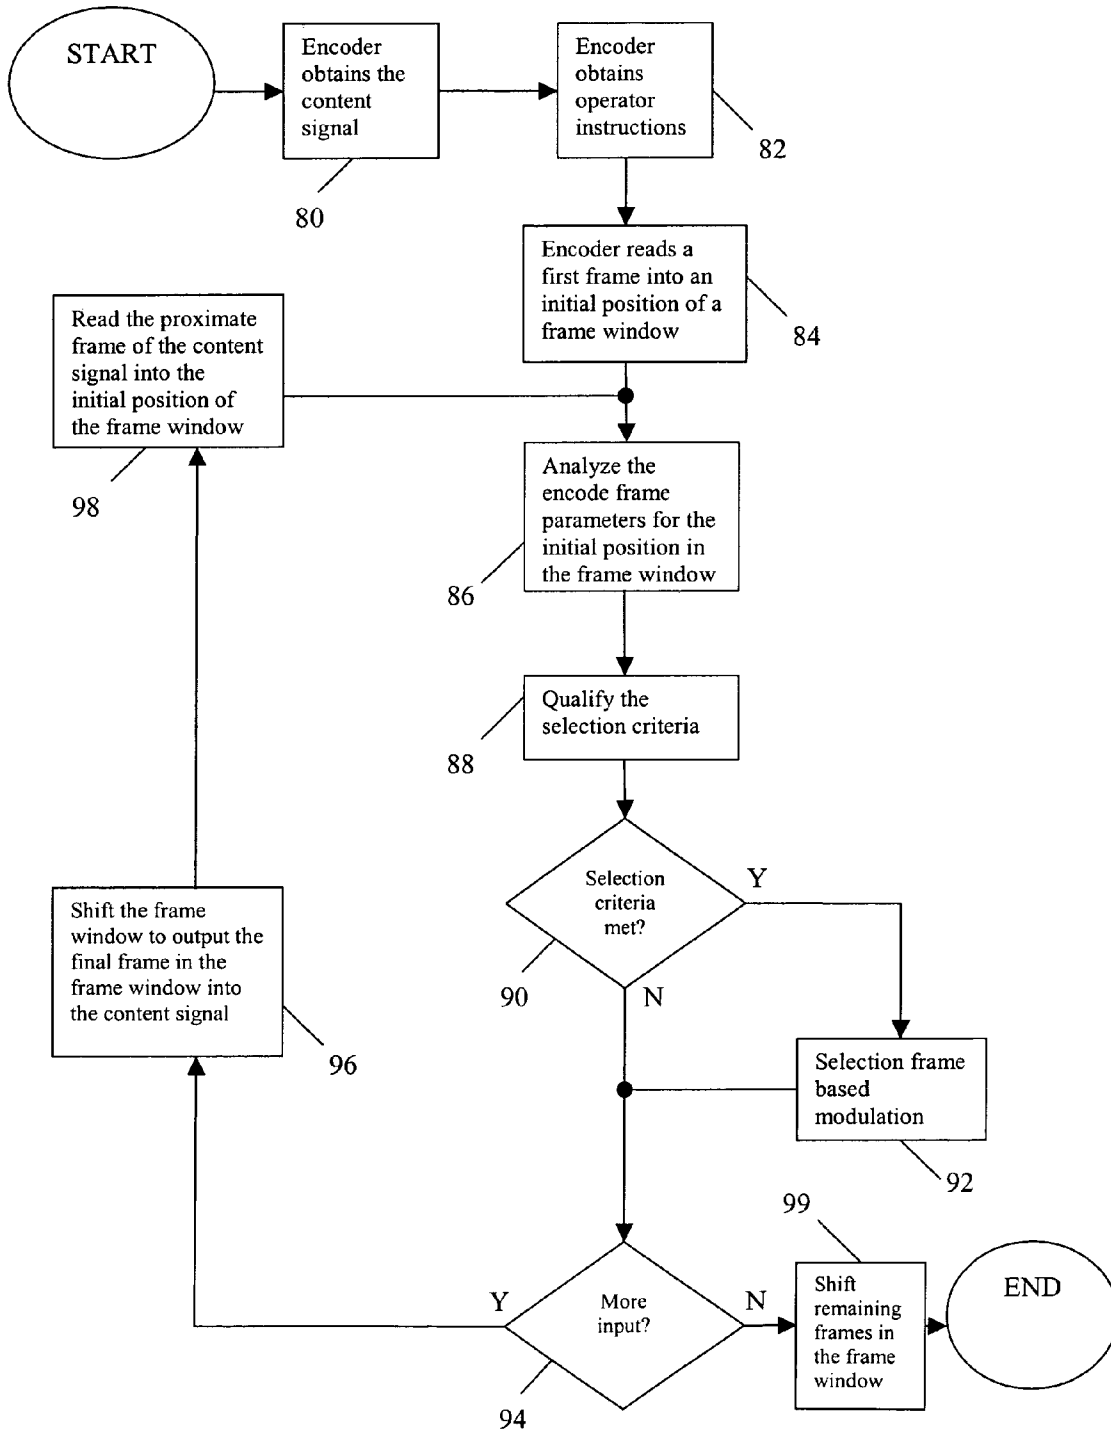 START
Encoder
obtains the
content
signal
80
Encoder
obtains
operator
instructions
82
Encoder reads a
first frame into an
initial position of a
frame window
84
Read the proximate
frame of the content
signal into the
initial position of
the frame window
98
Analyze the
encode frame
parameters for the
initial position in
the frame window
86
Qualify the
selection criteria
88
Selection
criteria
met?
Y
90
N
Shift the frame
window to output the
final frame in the
frame window into
the content signal
96
Selection frame
based
modulation
92
More
input?
Y
N
94
99
Shift
remaining
frames in
the frame
window
END